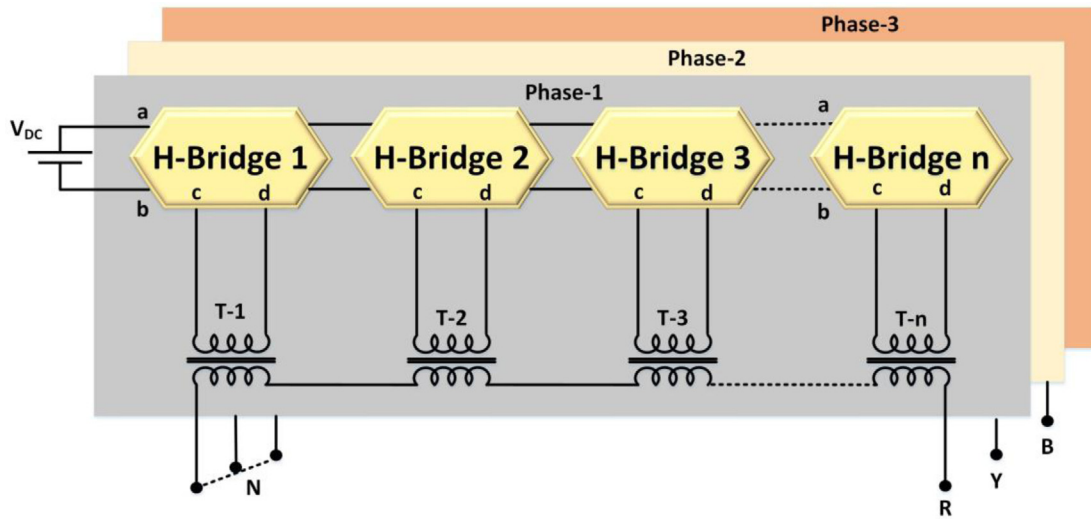 Phase-3
Phase-2
Phase-1
V_DC
a
a
H-Bridge 1
H-Bridge 2
H-Bridge 3
H-Bridge n
c d
c d
c d
c d
b
b
T-1
T-2
T-3
T-n
N
R
Y
B